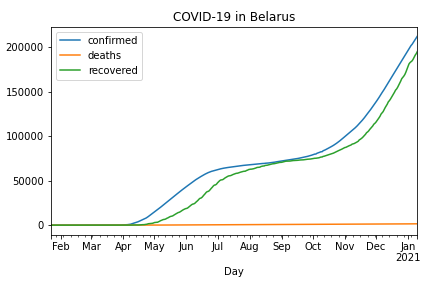 COVID-19 in Belarus
confirmed
deaths
recovered
200000
150000
100000
50000
0
Feb Mar Apr May Jun Jul Aug Sep Oct Nov Dec Jan
2021
Day